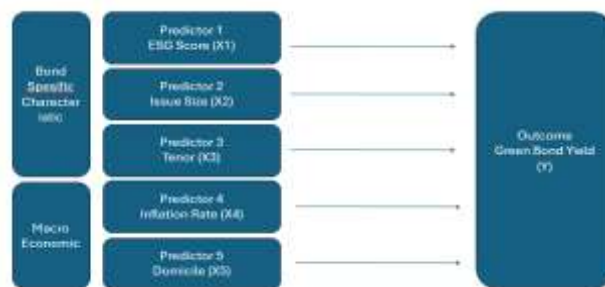 Bond
Spesific
Character
istic
Macro
Economic
Predictor 1
ESG Score (X1)
Predictor 2
Issue Size (X2)
Predictor 3
Tenor (X3)
Predictor 4
Inflation Rate (X4)
Predictor 5
Domicile (X5)
Outcome
Green Bond Yield
(Y)